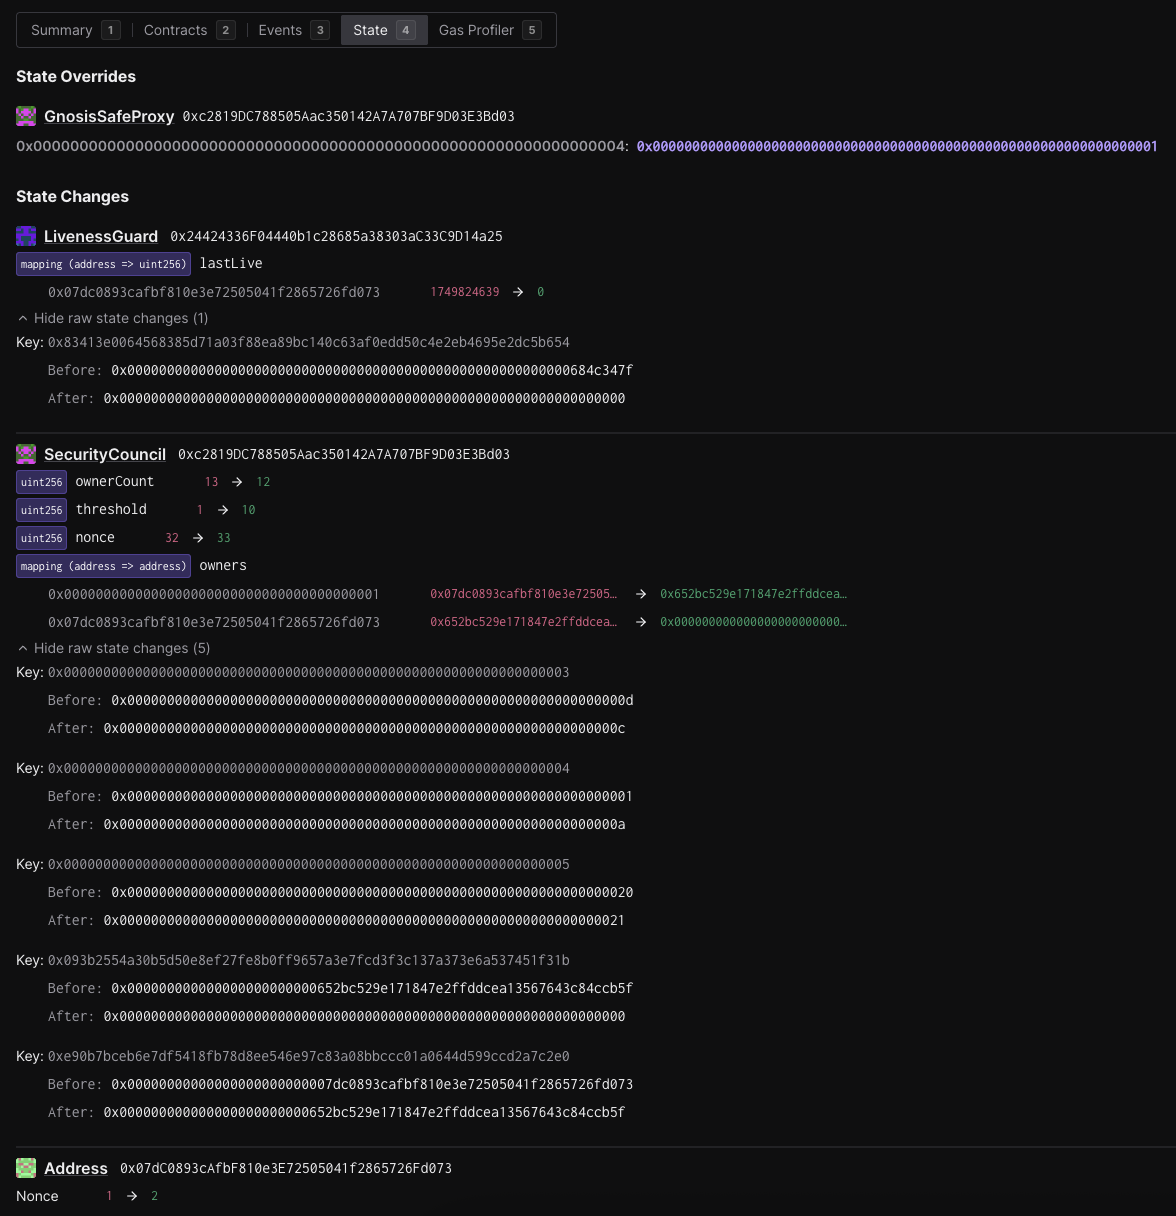 Summary 1 Contracts 2 Events 3 State 4 Gas Profiler 5
State Overrides
GnosisSafeProxy 0xc2819DC788505Aac350142A7A707BF9D03E3Bd03
0x0000000000000000000000000000000000000000000000000000000000000004: 0x0000000000000000000000000000000000000000000000000000000000000001
State Changes
LivenessGuard 0x24424336F04440b1c28685a38303aC33C9D14a25
mapping (address => uint256) lastLive
0x07dc0893cafbf810e3e72505041f2865726fd073 1749824639 → 0
Hide raw state changes (1)
Key: 0x83413e0064568385d71a03f88ea89bc140c63af0edd50c4e2eb4695e2dc5b654
Before: 0x00000000000000000000000000000000000000000000000000000000684c347f
After: 0x0000000000000000000000000000000000000000000000000000000000000000
SecurityCouncil 0xc2819DC788505Aac350142A7A707BF9D03E3Bd03
uint256 ownerCount 13 → 12
uint256 threshold 1 → 10
uint256 nonce 32 → 33
mapping (address => address) owners
0x0000000000000000000000000000000000000001 0x07dc0893cafbf810e3e72505… → 0x652bc529e171847e2ffddcea…
0x07dc0893cafbf810e3e72505041f2865726fd073 0x652bc529e171847e2ffddcea… → 0x000000000000000000000000…
Hide raw state changes (5)
Key: 0x0000000000000000000000000000000000000000000000000000000000000003
Before: 0x000000000000000000000000000000000000000000000000000000000000000d
After: 0x000000000000000000000000000000000000000000000000000000000000000c
Key: 0x0000000000000000000000000000000000000000000000000000000000000004
Before: 0x0000000000000000000000000000000000000000000000000000000000000001
After: 0x000000000000000000000000000000000000000000000000000000000000000a
Key: 0x0000000000000000000000000000000000000000000000000000000000000005
Before: 0x0000000000000000000000000000000000000000000000000000000000000020
After: 0x0000000000000000000000000000000000000000000000000000000000000021
Key: 0x093b2554a30b5d50e8ef27fe8b0ff9657a3e7fcd3f3c137a373e6a537451f31b
Before: 0x000000000000000000000000652bc529e171847e2ffddcea13567643c84ccb5f
After: 0x0000000000000000000000000000000000000000000000000000000000000000
Key: 0xe90b7bceb6e7df5418fb78d8ee546e97c83a08bbccc01a0644d599ccd2a7c2e0
Before: 0x00000000000000000000000007dc0893cafbf810e3e72505041f2865726fd073
After: 0x000000000000000000000000652bc529e171847e2ffddcea13567643c84ccb5f
Address 0x07dC0893cAfbF810e3E72505041f2865726Fd073
Nonce 1 → 2